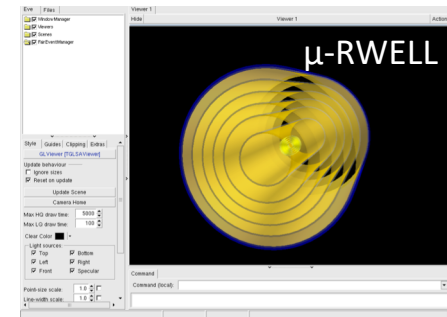 Eve Files
Window Manager
Viewers
Scenes
FairEventManager
Style Guides Clipping Extras
GLViewer [TGLSAViewer]
Update behaviour
Ignore sizes
Reset on update
Update Scene
Camera Home
Max HQ draw time: 5000
Max LQ draw time: 100
Clear Color
Light sources
Top Bottom
Left Right
Front Specular
Point-size scale 1.0
Line-width scale: 1.0
Viewer 1
Hide Viewer 1 Action
μ-RWELL
Command
Command (local):